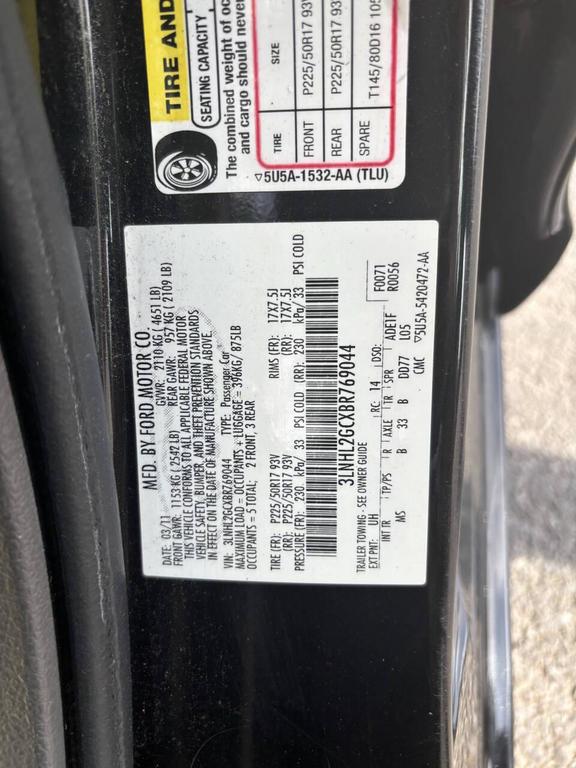 TIRE AND
SEATING CAPACITY
The combined weight of oc
and cargo should never
TIRE SIZE
FRONT P225/50R17 93V
REAR P225/50R17 93V
SPARE T145/80D16 105
▽5U5A-1532-AA (TLU)
MFD. BY FORD MOTOR CO.
DATE: 03/11 GVWR: 2110 KG (4651 LB)
FRONT GAWR: 1153 KG (2542 LB) REAR GAWR: 957 KG (2109 LB)
THIS VEHICLE CONFORMS TO ALL APPLICABLE FEDERAL MOTOR
VEHICLE SAFETY, BUMPER, AND THEFT PREVENTION STANDARDS
IN EFFECT ON THE DATE OF MANUFACTURE SHOWN ABOVE.
VIN: 3LNHL2GCXBR769044 TYPE: Passenger Car
MAXIMUM LOAD = OCCUPANTS + LUGGAGE = 396KG/ 875LB
OCCUPANTS = 5 TOTAL: 2 FRONT, 3 REAR
TIRE (FR): P225/50R17 93V RIMS (FR): 17X7.5J
(RR): P225/50R17 93V (RR): 17X7.5J
PRESSURE (FR): 230 kPa/ 33 PSI COLD (RR): 230 kPa/ 33 PSI COLD
3LNHL2GCXBR769044
TRAILER TOWING - SEE OWNER GUIDE F0071
EXT PNT: UH RC: 14 DSO: R0056
INT TR TP/PS R AXLE TR SPR ADE1F
MS B 33 B DD77 L05
CMC ▽5U5A-5420472-AA